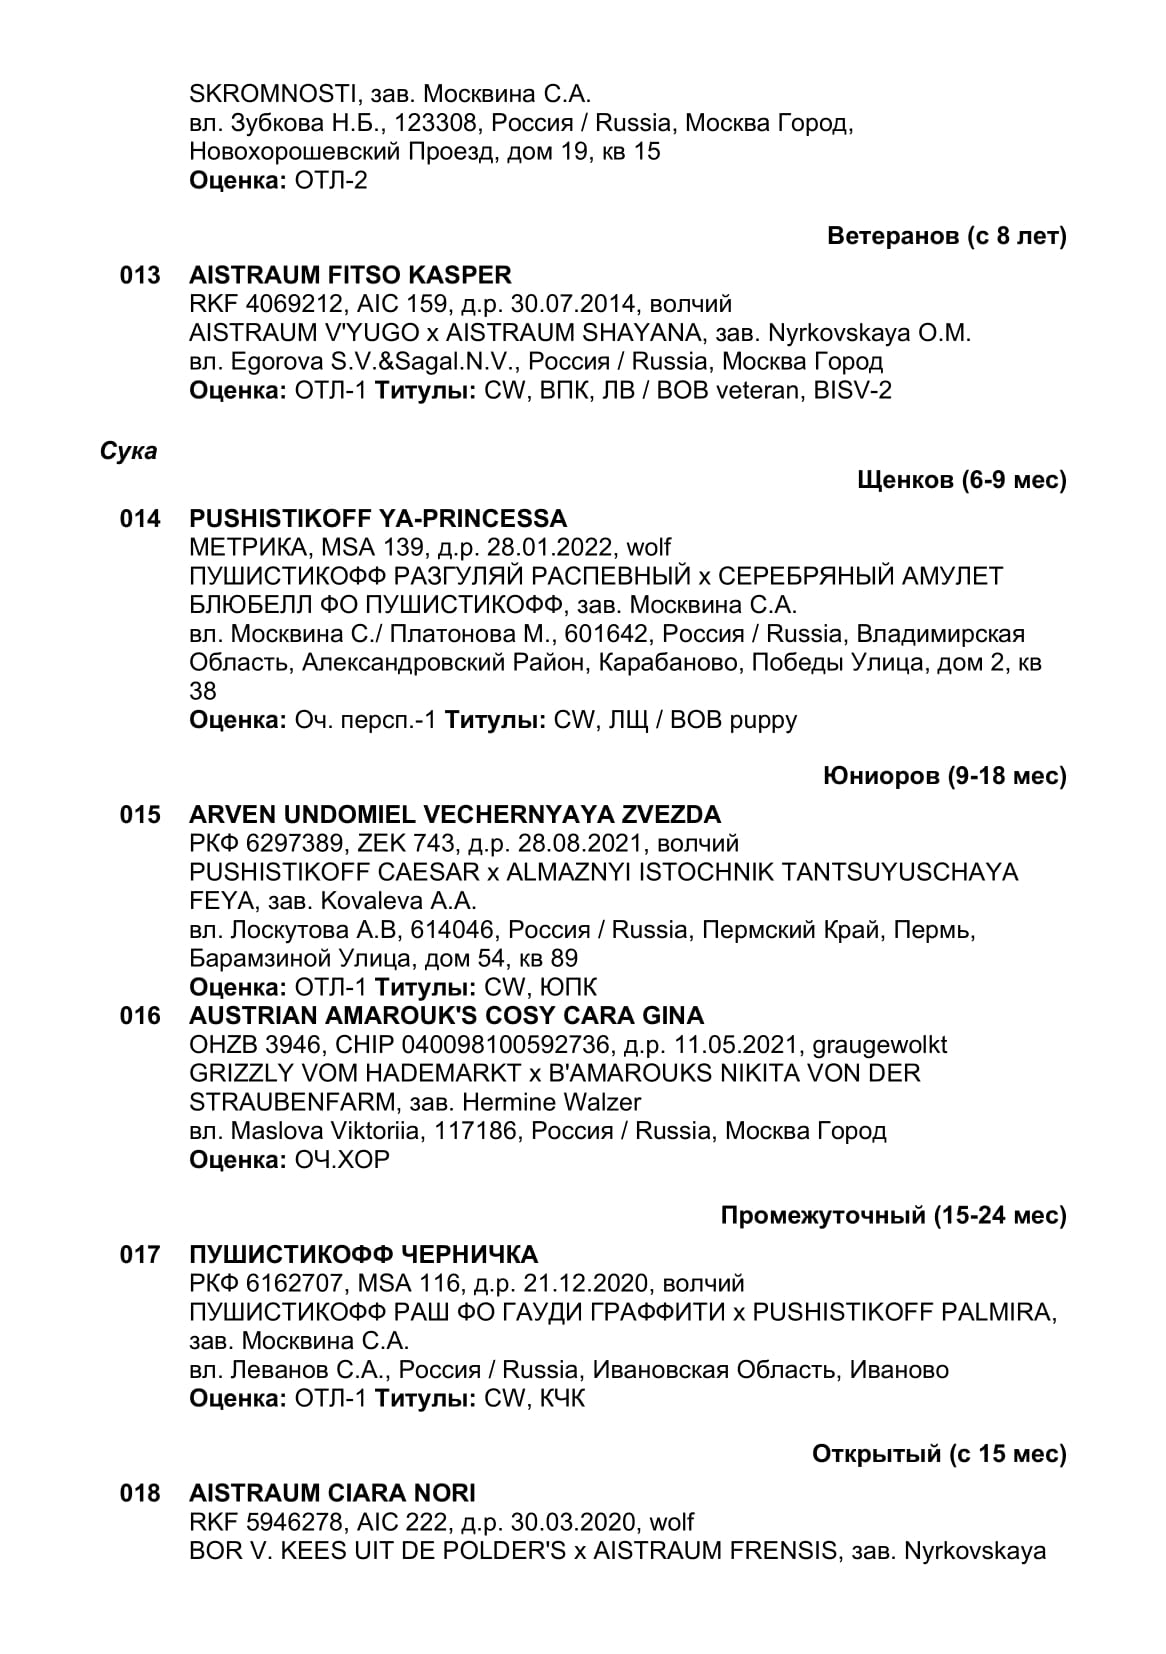 SKROMNOSTI, зав. Москвина С.А.
вл. Зубкова Н.Б., 123308, Россия / Russia, Москва Город,
Новохорошевский Проезд, дом 19, кв 15
Оценка: ОТЛ-2
Ветеранов (с 8 лет)
013 AISTRAUM FITSO KASPER
RKF 4069212, AIC 159, д.р. 30.07.2014, волчий
AISTRAUM V'YUGO x AISTRAUM SHAYANA, зав. Nyrkovskaya O.M.
вл. Egorova S.V.&Sagal.N.V., Россия / Russia, Москва Город
Оценка: ОТЛ-1 Титулы: CW, ВПК, ЛВ / BOB veteran, BISV-2
Сука
Щенков (6-9 мес)
014 PUSHISTIKOFF YA-PRINCESSA
МЕТРИКА, MSA 139, д.р. 28.01.2022, wolf
ПУШИСТИКОФФ РАЗГУЛЯЙ РАСПЕВНЫЙ x СЕРЕБРЯНЫЙ АМУЛЕТ
БЛЮБЕЛЛ ФО ПУШИСТИКОФФ, зав. Москвина С.А.
вл. Москвина С./ Платонова М., 601642, Россия / Russia, Владимирская
Область, Александровский Район, Карабаново, Победы Улица, дом 2, кв
38
Оценка: Оч. персп.-1 Титулы: CW, ЛЩ / BOB puppy
Юниоров (9-18 мес)
015 ARVEN UNDOMIEL VECHERNYAYA ZVEZDA
РКФ 6297389, ZEK 743, д.р. 28.08.2021, волчий
PUSHISTIKOFF CAESAR x ALMAZNYI ISTOCHNIK TANTSUYUSCHAYA
FEYA, зав. Kovaleva A.A.
вл. Лоскутова А.В, 614046, Россия / Russia, Пермский Край, Пермь,
Барамзиной Улица, дом 54, кв 89
Оценка: ОТЛ-1 Титулы: CW, ЮПК
016 AUSTRIAN AMAROUK'S COSY CARA GINA
OHZB 3946, CHIP 040098100592736, д.р. 11.05.2021, graugewolkt
GRIZZLY VOM HADEMARKT x B'AMAROUKS NIKITA VON DER
STRAUBENFARM, зав. Hermine Walzer
вл. Maslova Viktoriia, 117186, Россия / Russia, Москва Город
Оценка: ОЧ.ХОР
Промежуточный (15-24 мес)
017 ПУШИСТИКОФФ ЧЕРНИЧКА
РКФ 6162707, MSA 116, д.р. 21.12.2020, волчий
ПУШИСТИКОФФ РАШ ФО ГАУДИ ГРАФФИТИ x PUSHISTIKOFF PALMIRA,
зав. Москвина С.А.
вл. Леванов С.А., Россия / Russia, Ивановская Область, Иваново
Оценка: ОТЛ-1 Титулы: CW, КЧК
Открытый (с 15 мес)
018 AISTRAUM CIARA NORI
RKF 5946278, AIC 222, д.р. 30.03.2020, wolf
BOR V. KEES UIT DE POLDER'S x AISTRAUM FRENSIS, зав. Nyrkovskaya